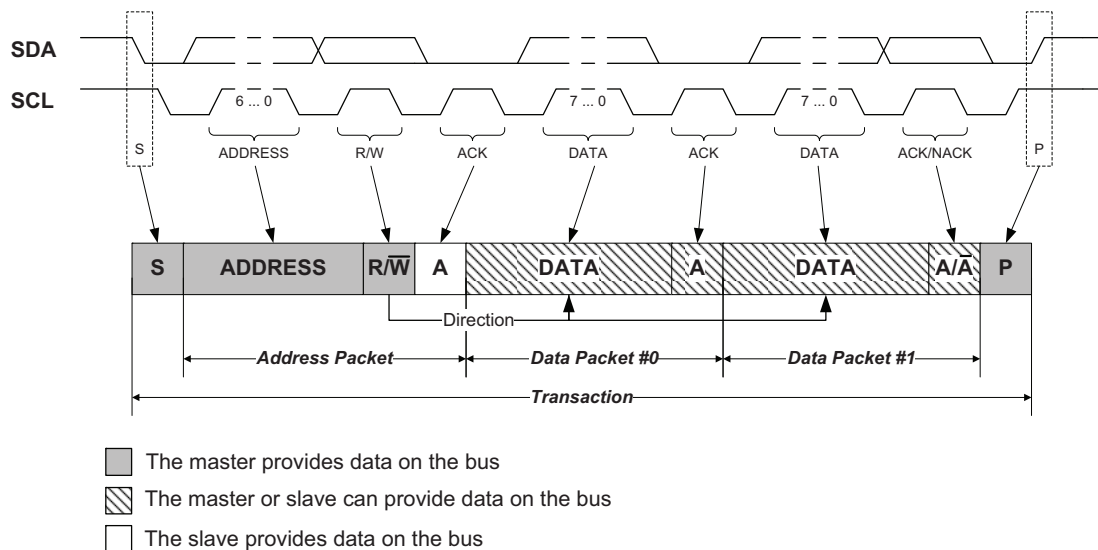 SDA
SCL
6 ... 0 7 ... 0 7 ... 0
S ADDRESS R/W ACK DATA ACK DATA ACK/NACK P
S ADDRESS R/W̅ A DATA A DATA A/A̅ P
Direction
Address Packet Data Packet #0 Data Packet #1
Transaction
The master provides data on the bus
The master or slave can provide data on the bus
The slave provides data on the bus